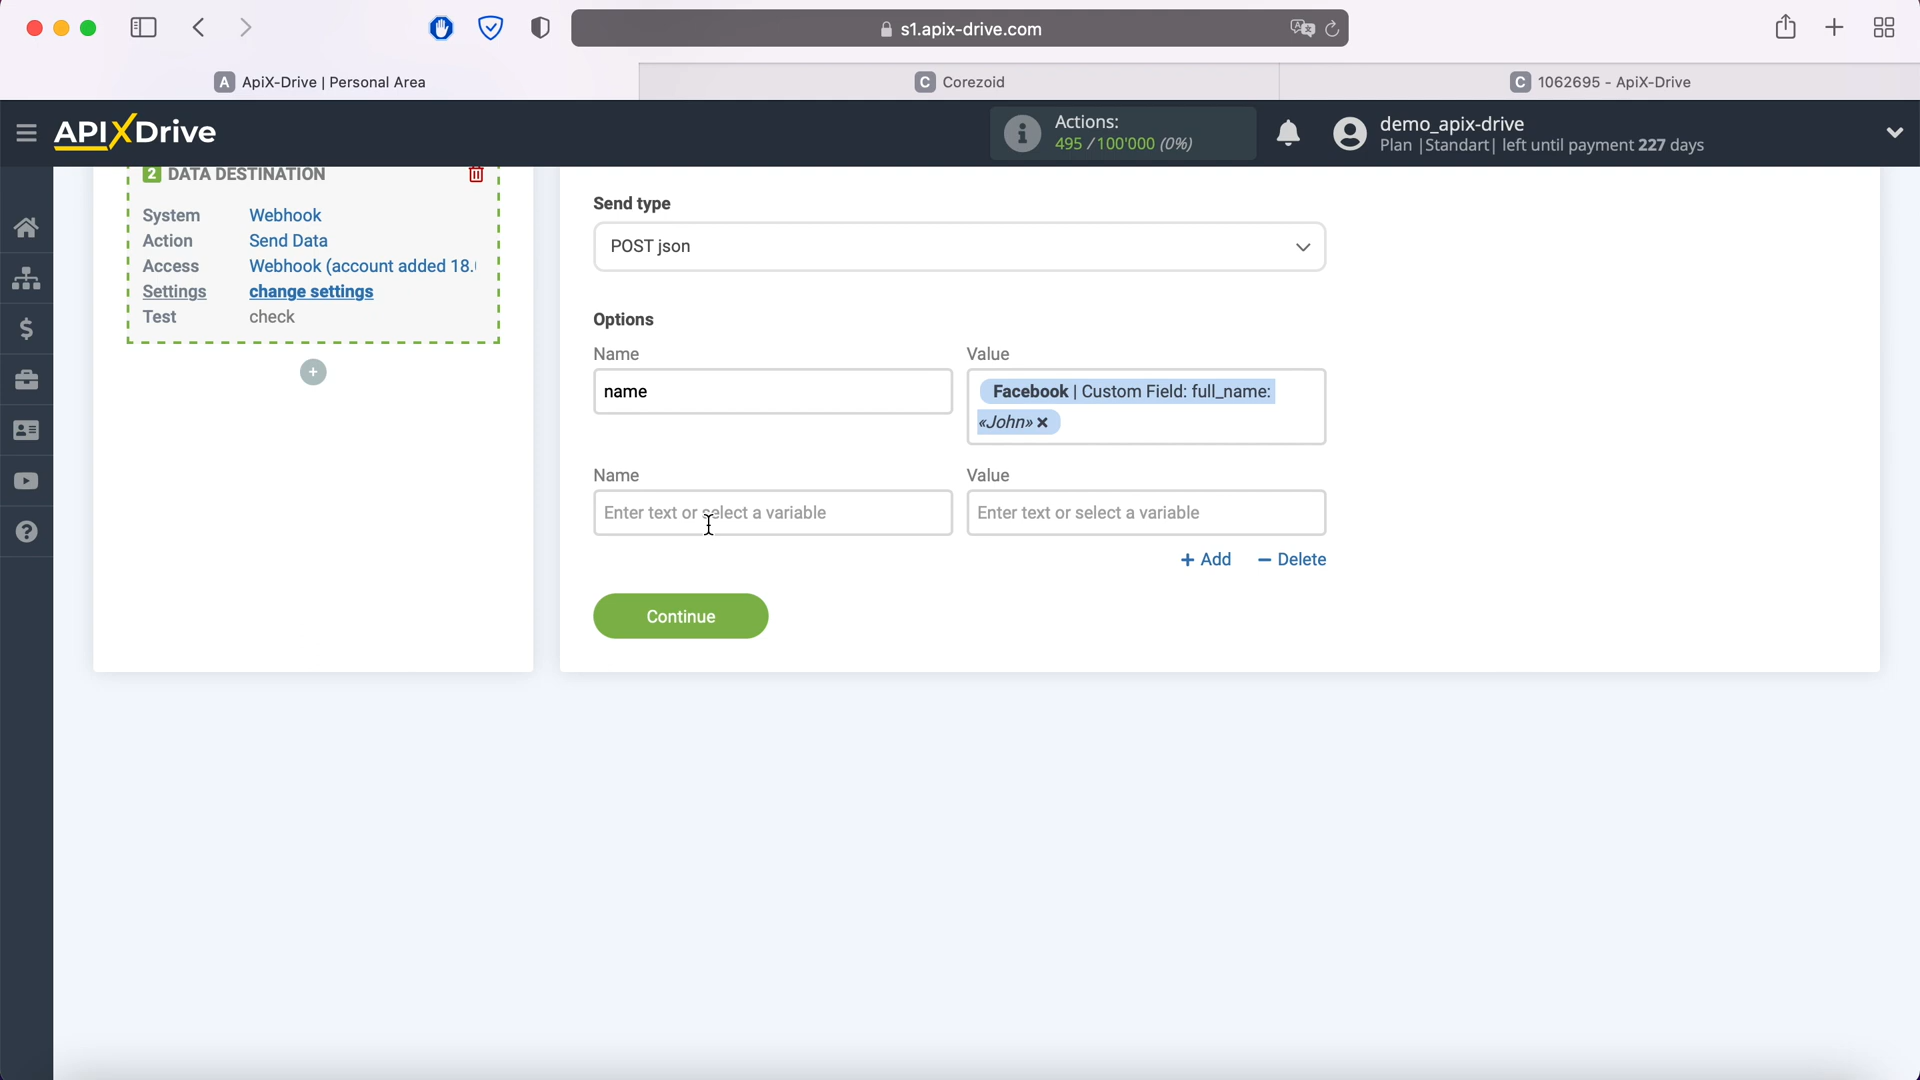 s1.apix-drive.com
A ApiX-Drive | Personal Area
C Corezoid
C 1062695 - ApiX-Drive
APIXDrive
Actions:
495 / 100'000 (0%)
demo_apix-drive
Plan |Standart| left until payment 227 days
2 DATA DESTINATION
System Webhook
Action Send Data
Access Webhook (account added 18.
Settings change settings
Test check
Send type
POST json
Options
Name Value
name
Facebook | Custom Field: full_name:
«John»
Name Value
Enter text or select a variable
Enter text or select a variable
+ Add
− Delete
Continue